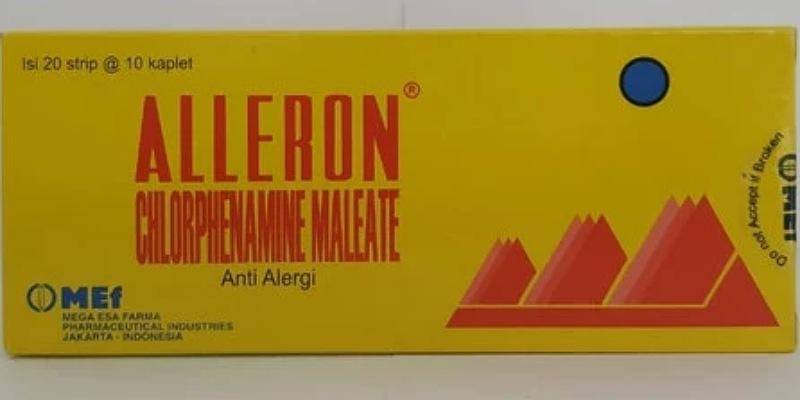 Isi 20 strip @ 10 kaplet
ALLERON®
CHLORPHENAMINE MALEATE
Anti Alergi
MEf
MEGA ESA FARMA
PHARMACEUTICAL INDUSTRIES
JAKARTA - INDONESIA
Do not Accept if Broken
MEf